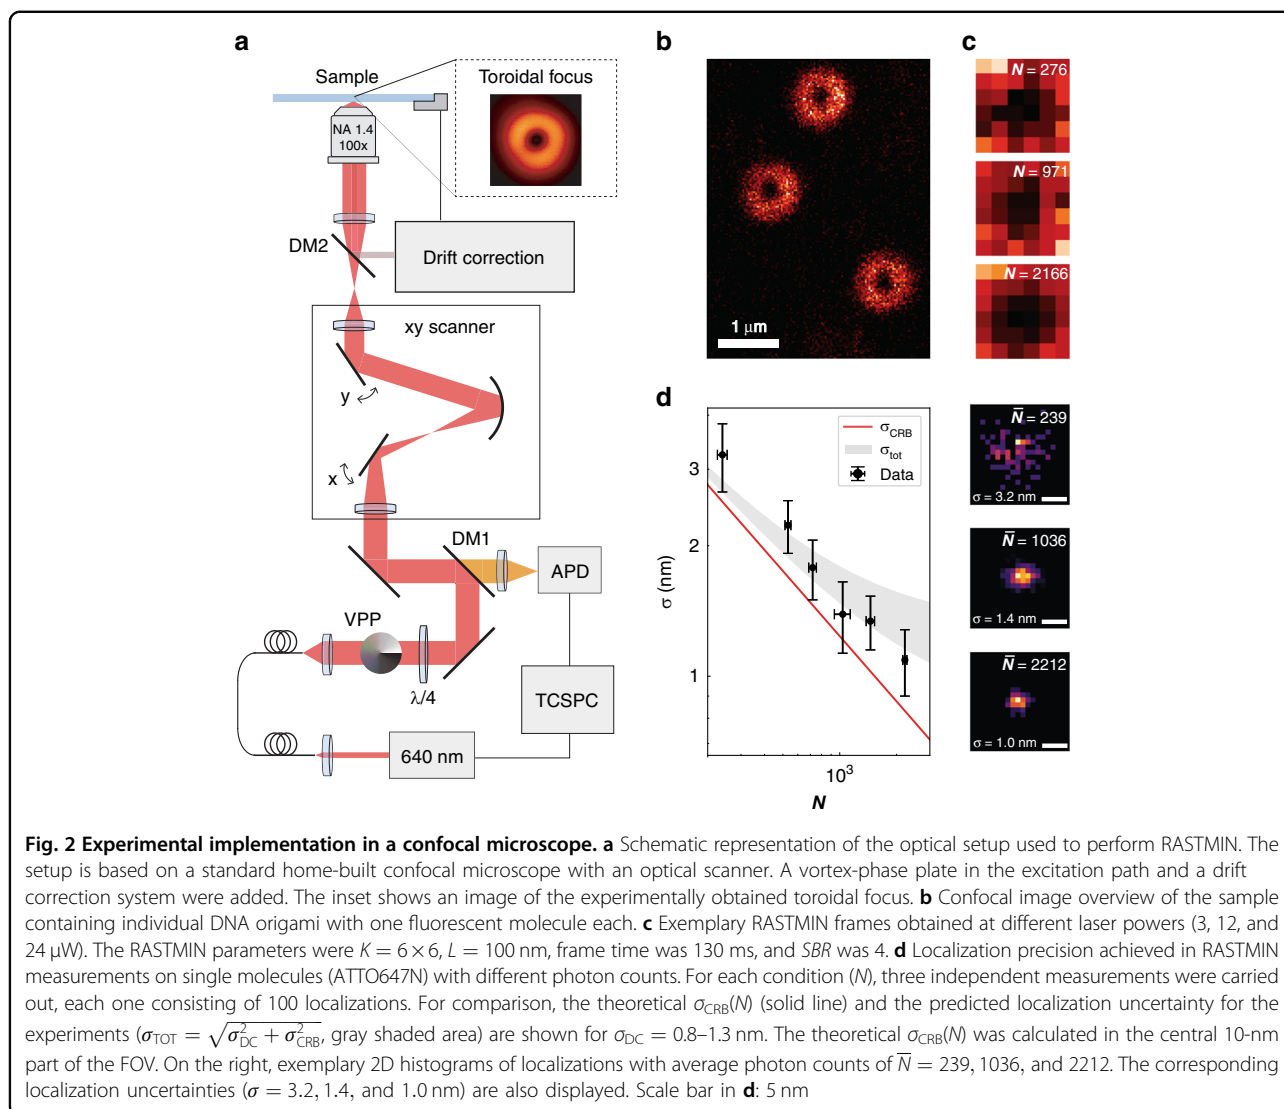 a
Sample
Toroidal focus
NA 1.4
100x
DM2
Drift correction
xy scanner
y
x
DM1
APD
VPP
λ/4
TCSPC
640 nm
b
1 μm
c
N = 276
N = 971
N = 2166
d
σCRB
σtot
Data
3
2
1
σ (nm)
10³
N
N̅ = 239
σ = 3.2 nm
N̅ = 1036
σ = 1.4 nm
N̅ = 2212
σ = 1.0 nm
Fig. 2 Experimental implementation in a confocal microscope. a Schematic representation of the optical setup used to perform RASTMIN. The
setup is based on a standard home-built confocal microscope with an optical scanner. A vortex-phase plate in the excitation path and a drift
correction system were added. The inset shows an image of the experimentally obtained toroidal focus. b Confocal image overview of the sample
containing individual DNA origami with one fluorescent molecule each. c Exemplary RASTMIN frames obtained at different laser powers (3, 12, and
24 μW). The RASTMIN parameters were K = 6 × 6, L = 100 nm, frame time was 130 ms, and SBR was 4. d Localization precision achieved in RASTMIN
measurements on single molecules (ATTO647N) with different photon counts. For each condition (N), three independent measurements were carried
out, each one consisting of 100 localizations. For comparison, the theoretical σCRB(N) (solid line) and the predicted localization uncertainty for the
experiments (σTOT = √(σ²DC + σ²CRB), gray shaded area) are shown for σDC = 0.8–1.3 nm. The theoretical σCRB(N) was calculated in the central 10-nm
part of the FOV. On the right, exemplary 2D histograms of localizations with average photon counts of N̅ = 239, 1036, and 2212. The corresponding
localization uncertainties (σ = 3.2, 1.4, and 1.0 nm) are also displayed. Scale bar in d: 5 nm